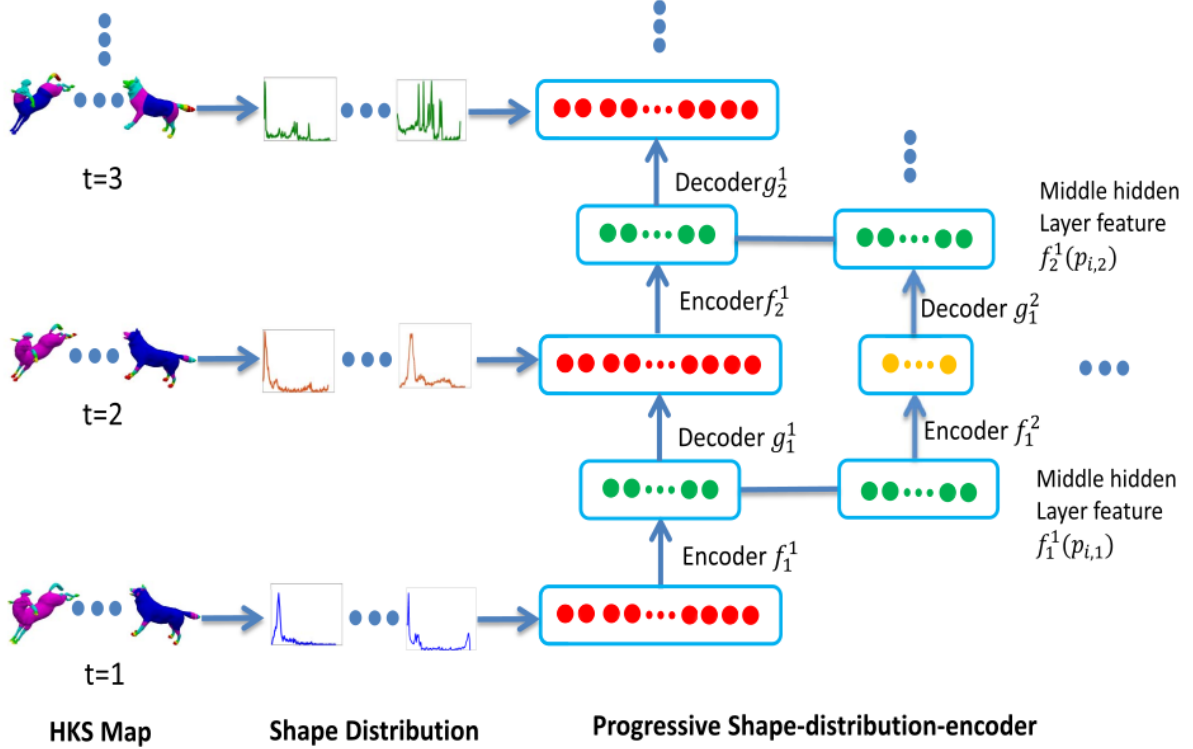 t=3
Decoder g_2^1
Middle hidden
Layer feature
f_2^1(p_{i,2})
Encoder f_2^1
Decoder g_1^2
t=2
Decoder g_1^1
Encoder f_1^2
Middle hidden
Layer feature
f_1^1(p_{i,1})
Encoder f_1^1
t=1
HKS Map
Shape Distribution
Progressive Shape-distribution-encoder